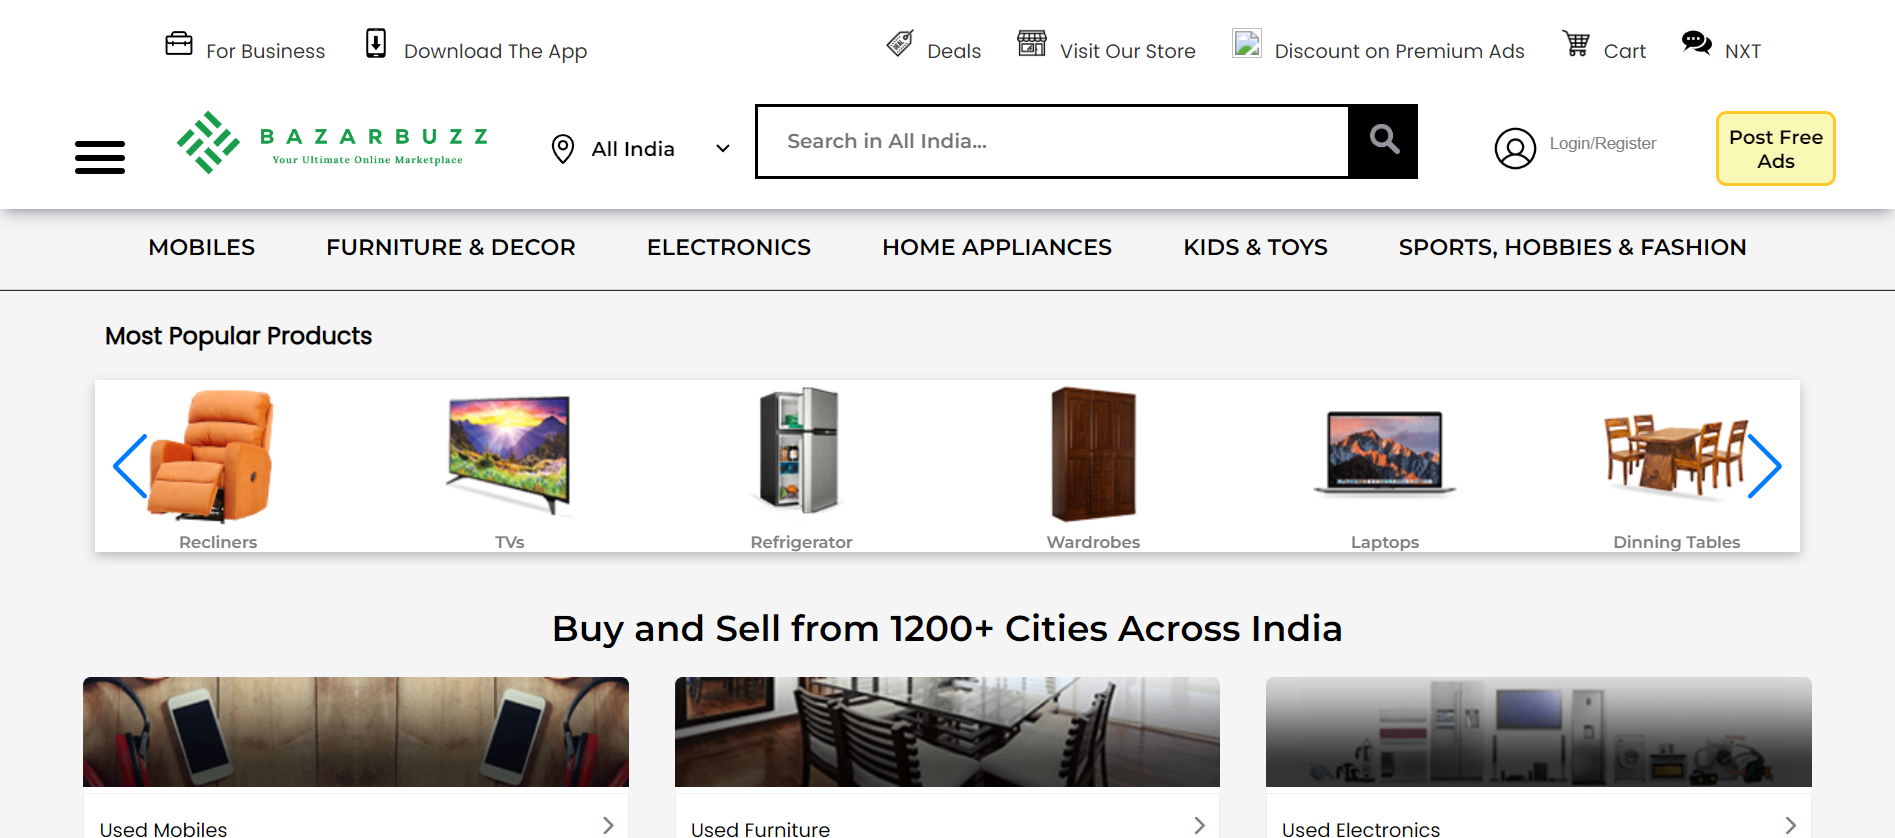 For Business
Download The App
Deals
Visit Our Store
Discount on Premium Ads
Cart
NXT
BAZARBUZZ
Your Ultimate Online Marketplace
All India
Search in All India...
Login/Register
Post Free
Ads
MOBILES
FURNITURE & DECOR
ELECTRONICS
HOME APPLIANCES
KIDS & TOYS
SPORTS, HOBBIES & FASHION
Most Popular Products
Recliners
TVs
Refrigerator
Wardrobes
Laptops
Dinning Tables
Buy and Sell from 1200+ Cities Across India
Used Mobiles
Used Furniture
Used Electronics